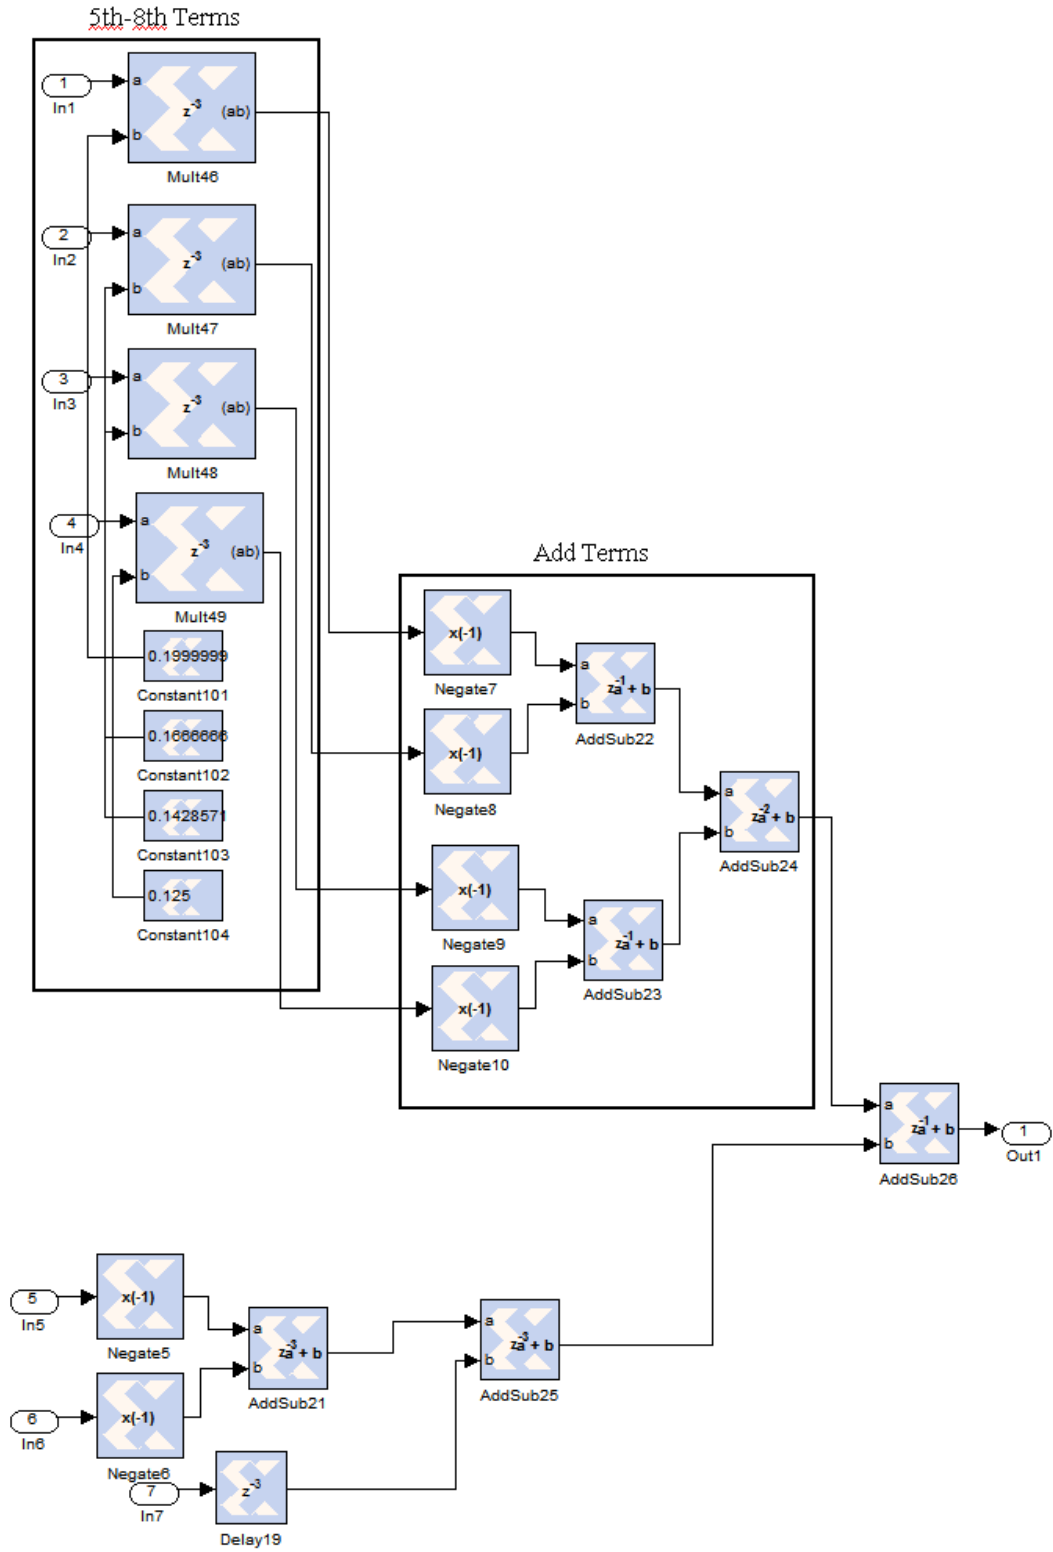 5th-8th Terms
1
In1
a
b
z-3
(ab)
Mult46
2
In2
a
b
z-3
(ab)
Mult47
3
In3
a
b
z-3
(ab)
Mult48
4
In4
a
b
z-3
(ab)
Mult49
0.1999999
Constant101
0.1666666
Constant102
0.1428571
Constant103
0.125
Constant104
Add Terms
x(-1)
Negate7
x(-1)
Negate8
a
b
za-1 + b
AddSub22
x(-1)
Negate9
x(-1)
Negate10
a
b
za-1 + b
AddSub23
a
b
za-2 + b
AddSub24
a
b
za-1 + b
AddSub26
1
Out1
5
In5
x(-1)
Negate5
6
In6
x(-1)
Negate6
a
b
za-3 + b
AddSub21
a
b
za-3 + b
AddSub25
7
In7
z-3
Delay19